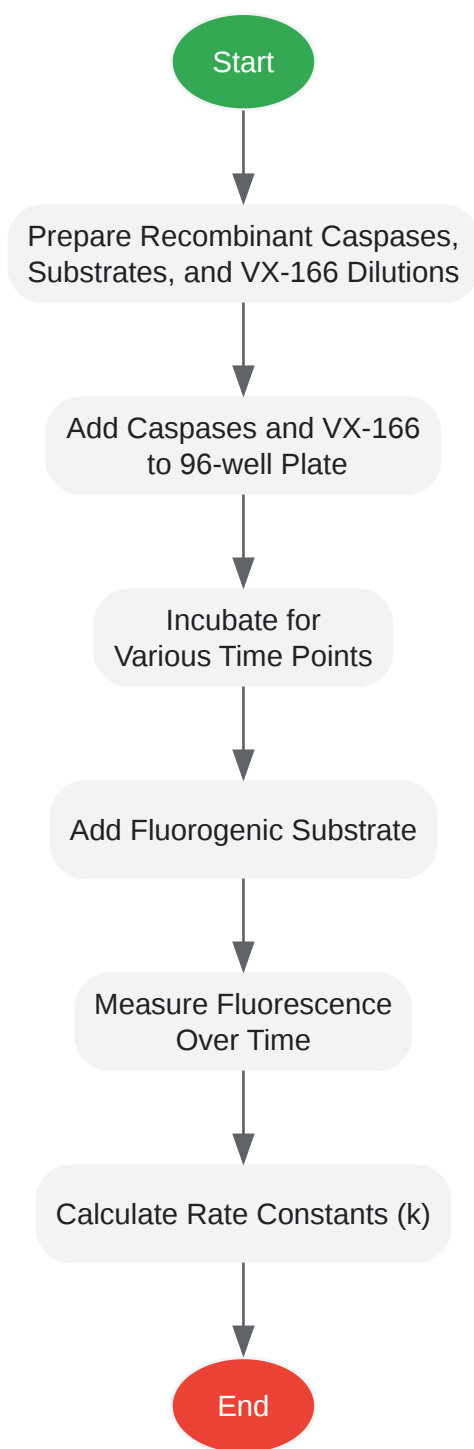 Start
Prepare Recombinant Caspases,
Substrates, and VX-166 Dilutions
Add Caspases and VX-166
to 96-well Plate
Incubate for
Various Time Points
Add Fluorogenic Substrate
Measure Fluorescence
Over Time
Calculate Rate Constants (k)
End